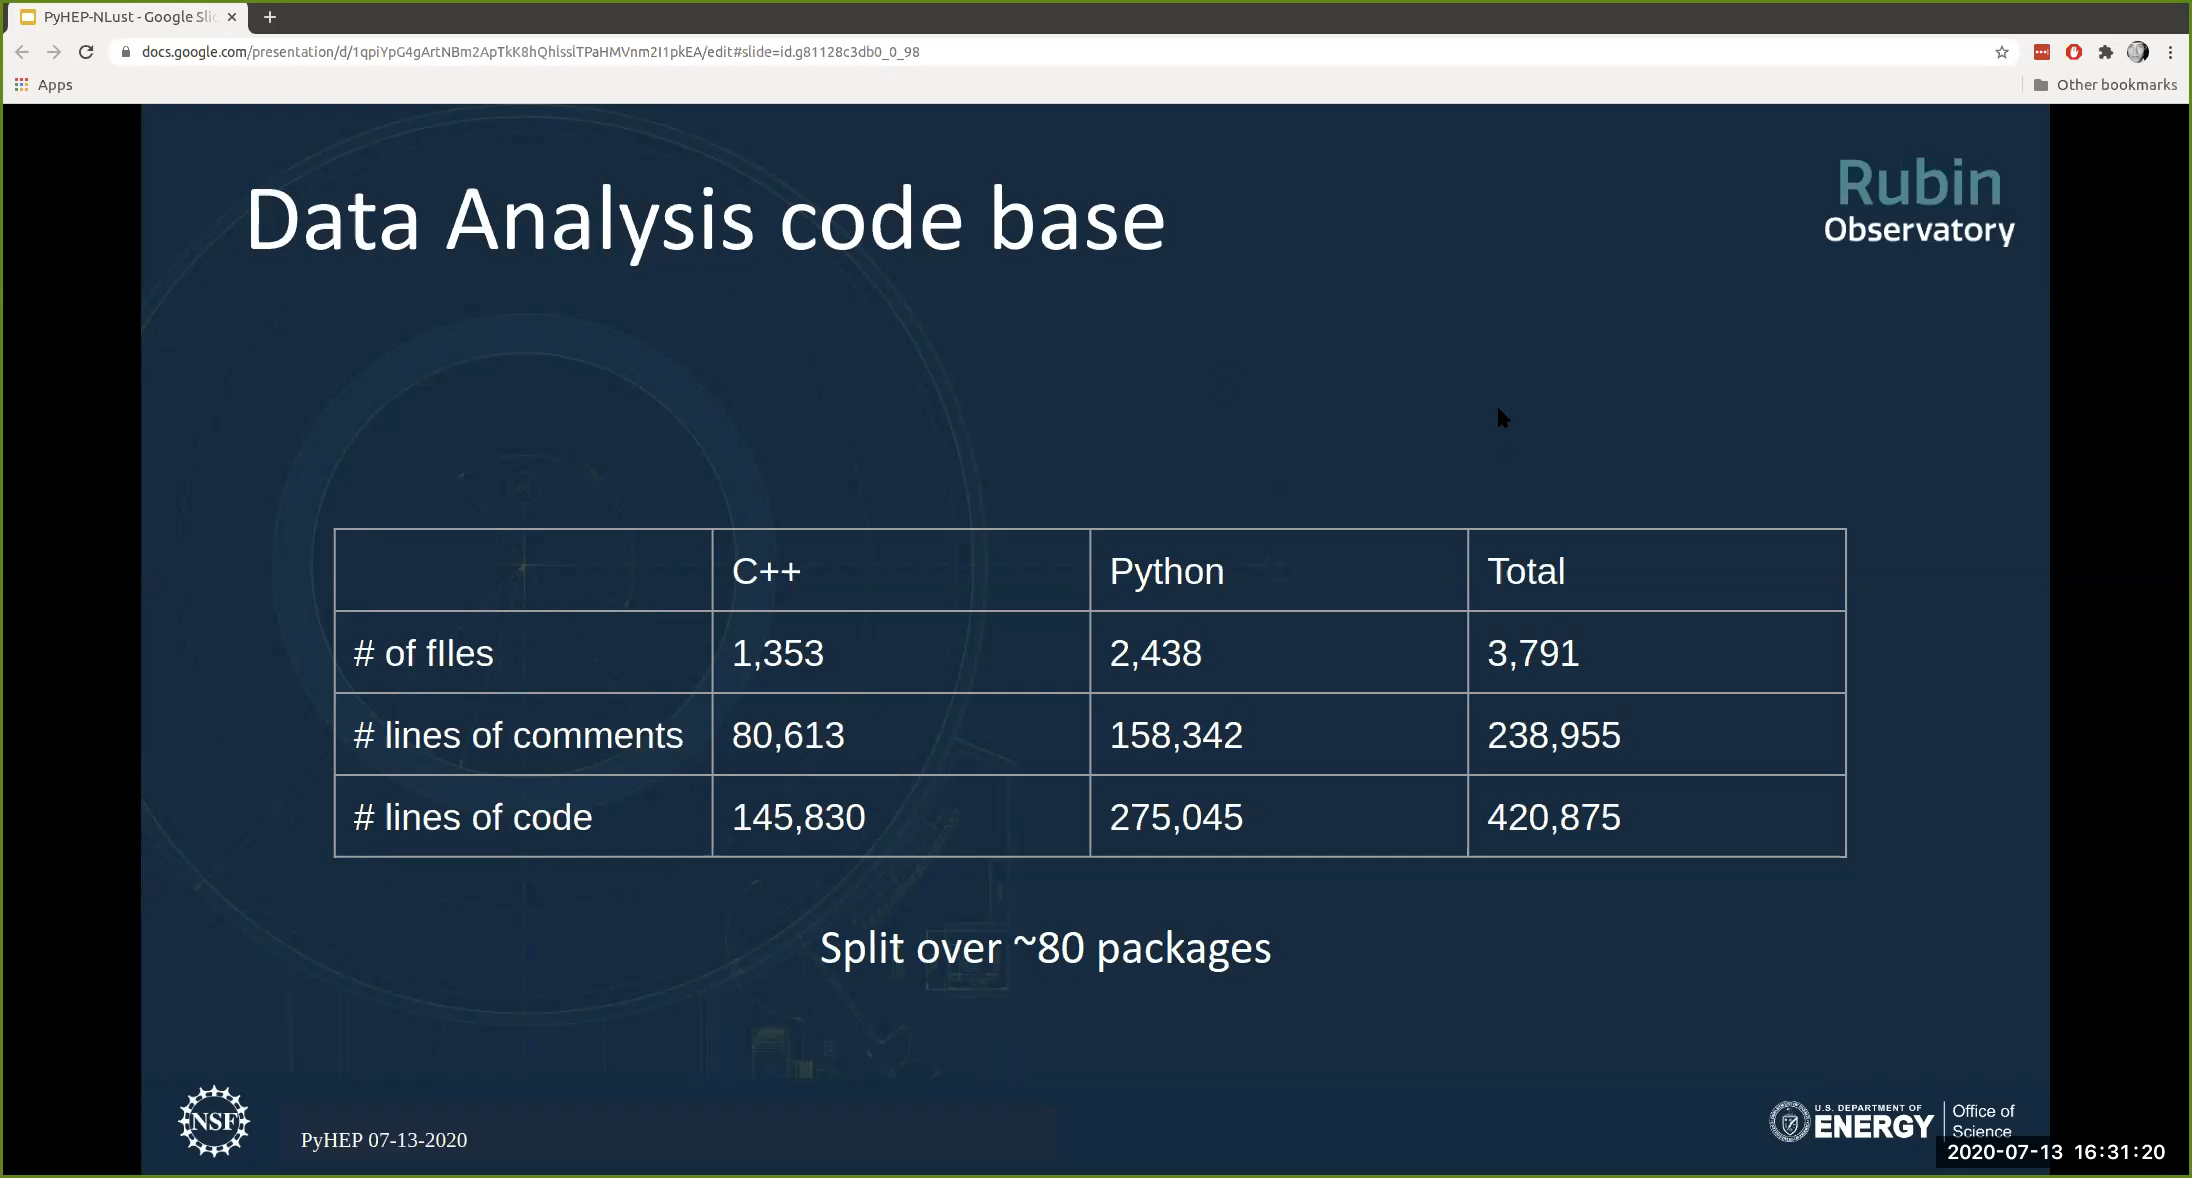 PyHEP-NLust - Google Slic
docs.google.com/presentation/d/1qpiYpG4gArtNBm2ApTkK8hQhlsslTPaHMVnm2I1pkEA/edit#slide=id.g81128c3db0_0_98
Apps
Other bookmarks
Data Analysis code base
Rubin
Observatory
C++ Python Total
# of fIles 1,353 2,438 3,791
# lines of comments 80,613 158,342 238,955
# lines of code 145,830 275,045 420,875
Split over ~80 packages
NSF
PyHEP 07-13-2020
U.S. DEPARTMENT OF
ENERGY
Office of
Science
2020-07-13 16:31:20